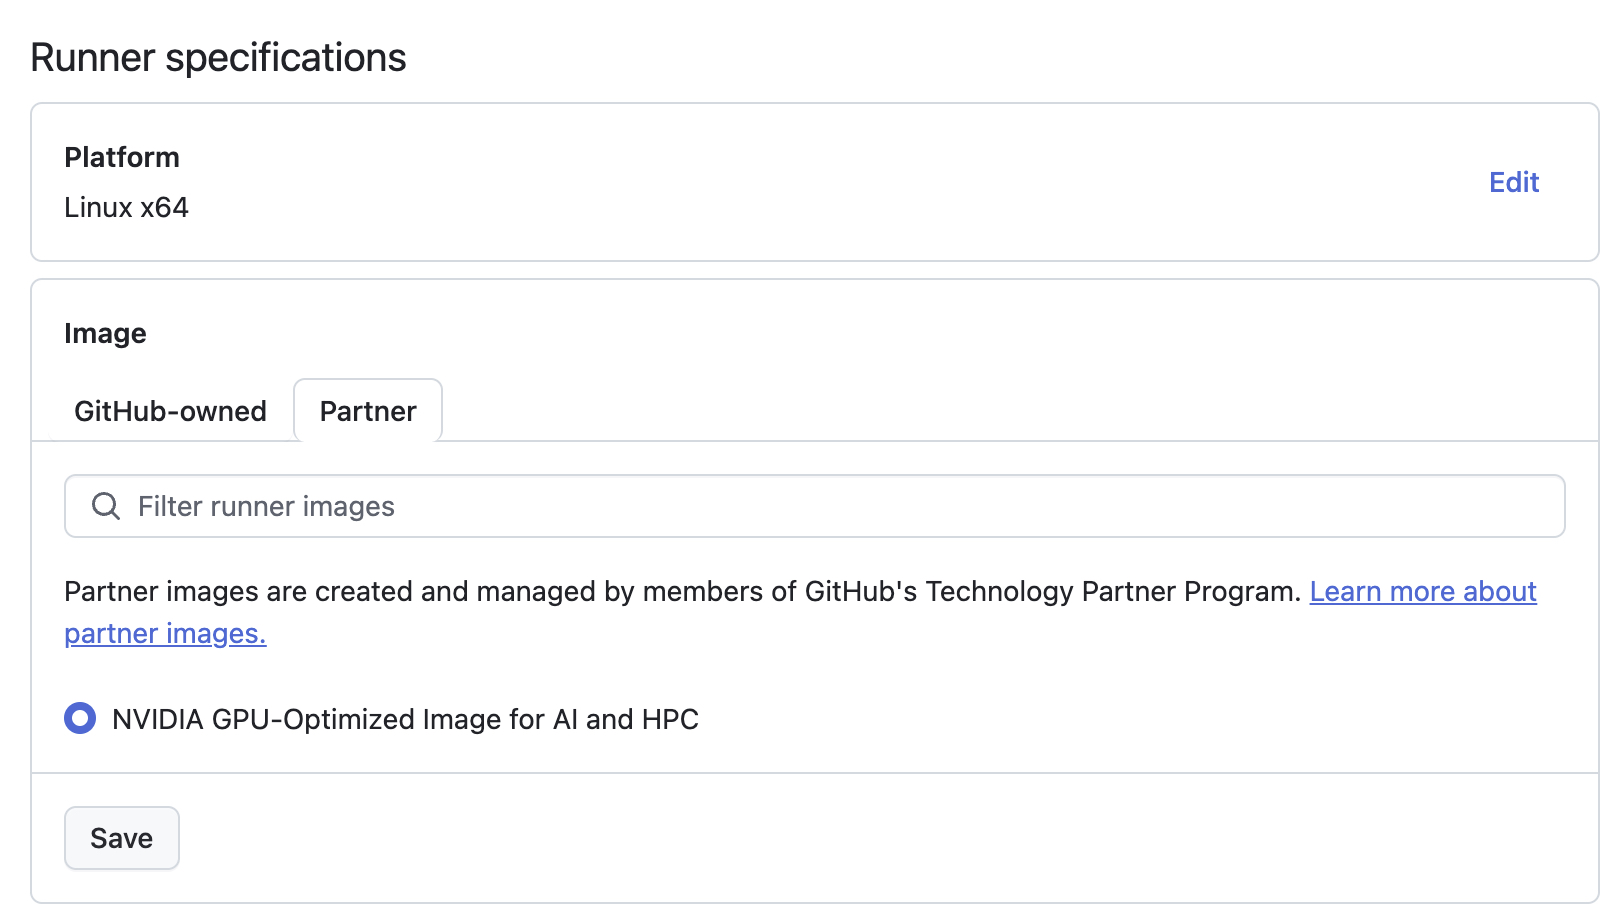 Runner specifications
Platform
Linux x64
Edit
Image
GitHub-owned
Partner
Filter runner images
Partner images are created and managed by members of GitHub's Technology Partner Program. Learn more about
partner images.
NVIDIA GPU-Optimized Image for AI and HPC
Save